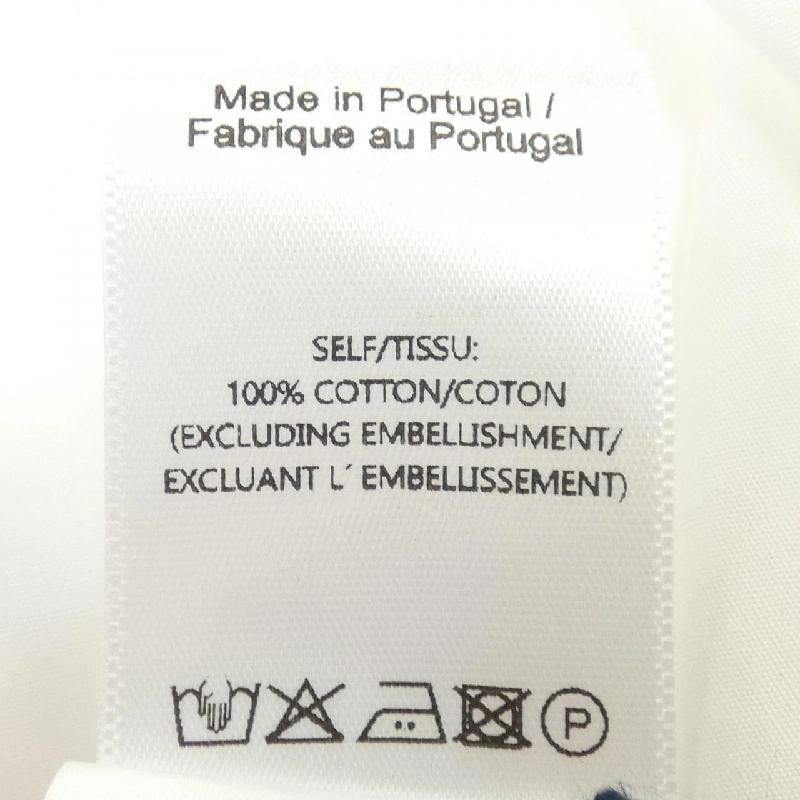 Made in Portugal /
Fabrique au Portugal
SELF/TISSU:
100% COTTON/COTON
(EXCLUDING EMBELLISHMENT/
EXCLUANT L´ EMBELLISSEMENT)
P